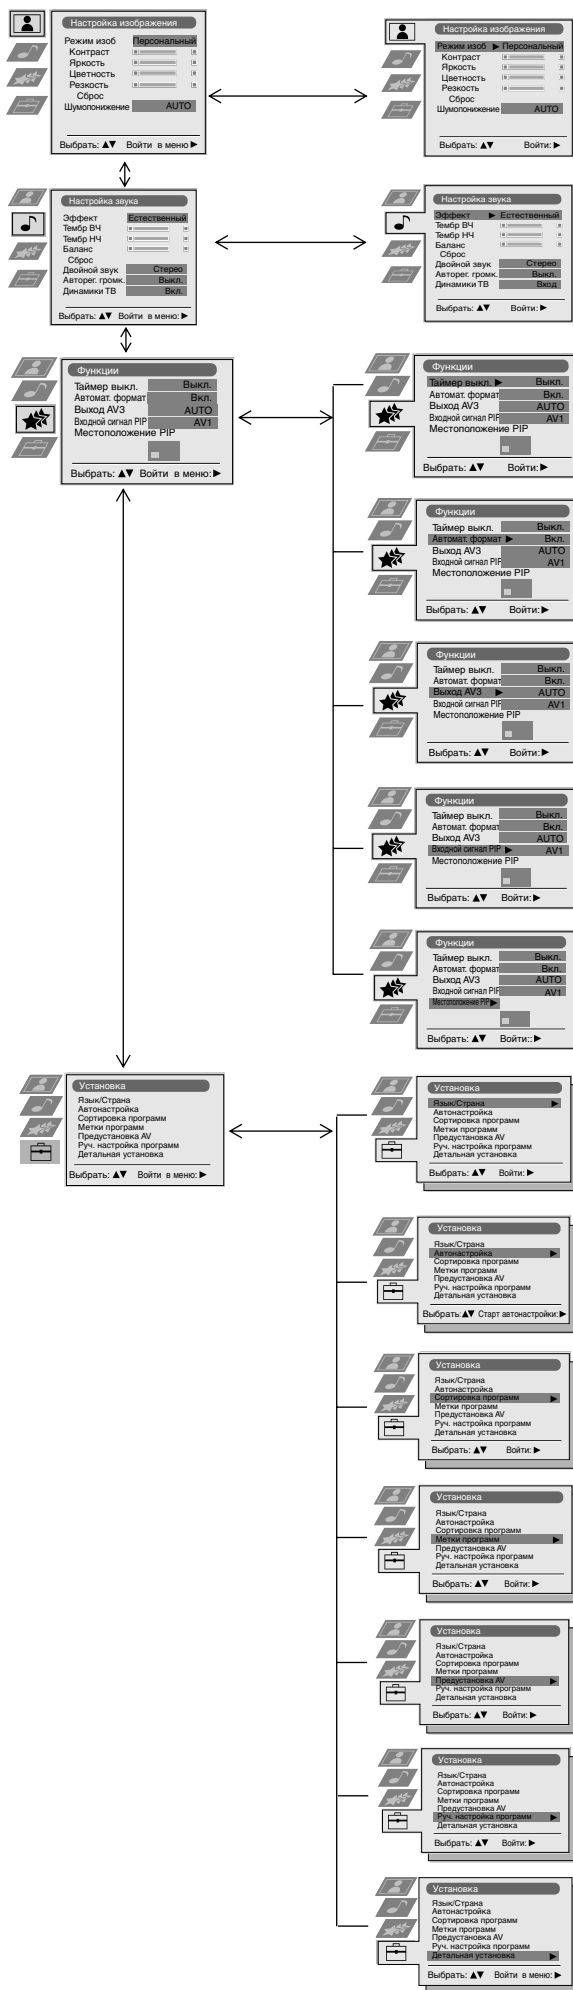 Настройка изображения
Режим изоб Персональный
Контраст
Яркость
Цветность
Резкость
Сброс
Шумопонижение AUTO
Выбрать: ▲▼ Войти в меню ▶
Настройка изображения
Режим изоб ▶ Персональный
Контраст
Яркость
Цветность
Резкость
Сброс
Шумопонижение AUTO
Выбрать: ▲▼ Войти: ▶
Настройка звука
Эффект Естественный
Тембр ВЧ
Тембр НЧ
Баланс
Сброс
Двойной звук Стерео
Авторег. громк. Выкл.
Динамики ТВ Вкл.
Выбрать: ▲▼ Войти в меню: ▶
Настройка звука
Эффект ▶ Естественный
Тембр ВЧ
Тембр НЧ
Баланс
Сброс
Двойной звук Стерео
Авторег. громк. Выкл.
Динамики ТВ Вход
Выбрать: ▲▼ Войти: ▶
Функции
Таймер выкл. Выкл.
Автомат. формат Вкл.
Выход AV3 AUTO
Входной сигнал PIP AV1
Местоположение PIP
Выбрать: ▲▼ Войти в меню: ▶
Функции
Таймер выкл. ▶ Выкл.
Автомат. формат Вкл.
Выход AV3 AUTO
Входной сигнал PIP AV1
Местоположение PIP
Выбрать: ▲▼ Войти: ▶
Функции
Таймер выкл. Выкл.
Автомат. формат ▶ Вкл.
Выход AV3 AUTO
Входной сигнал PIP AV1
Местоположение PIP
Выбрать: ▲▼ Войти: ▶
Функции
Таймер выкл. Выкл.
Автомат. формат Вкл.
Выход AV3 ▶ AUTO
Входной сигнал PIP AV1
Местоположение PIP
Выбрать: ▲▼ Войти: ▶
Функции
Таймер выкл. Выкл.
Автомат. формат Вкл.
Выход AV3 AUTO
Входной сигнал PIP ▶ AV1
Местоположение PIP
Выбрать: ▲▼ Войти: ▶
Функции
Таймер выкл. Выкл.
Автомат. формат Вкл.
Выход AV3 AUTO
Входной сигнал PIP AV1
Местоположение PIP ▶
Выбрать: ▲▼ Войти:: ▶
Установка
Язык/Страна
Автонастройка
Сортировка программ
Метки программ
Предустановка AV
Руч. настройка программ
Детальная установка
Выбрать: ▲▼ Войти в меню: ▶
Установка
Язык/Страна ▶
Автонастройка
Сортировка программ
Метки программ
Предустановка AV
Руч. настройка программ
Детальная установка
Выбрать: ▲▼ Войти: ▶
Установка
Язык/Страна
Автонастройка ▶
Сортировка программ
Метки программ
Предустановка AV
Руч. настройка программ
Детальная установка
Выбрать:▲▼ Старт автонастройки:▶
Установка
Язык/Страна
Автонастройка
Сортировка программ ▶
Метки программ
Предустановка AV
Руч. настройка программ
Детальная установка
Выбрать: ▲▼ Войти: ▶
Установка
Язык/Страна
Автонастройка
Сортировка программ
Метки программ ▶
Предустановка AV
Руч. настройка программ
Детальная установка
Выбрать: ▲▼ Войти: ▶
Установка
Язык/Страна
Автонастройка
Сортировка программ
Метки программ
Предустановка AV ▶
Руч. настройка программ
Детальная установка
Выбрать: ▲▼ Войти: ▶
Установка
Язык/Страна
Автонастройка
Сортировка программ
Метки программ
Предустановка AV
Руч. настройка программ ▶
Детальная установка
Выбрать: ▲▼ Войти: ▶
Установка
Язык/Страна
Автонастройка
Сортировка программ
Метки программ
Предустановка AV
Руч. настройка программ
Детальная установка ▶
Выбрать: ▲▼ Войти в меню: ▶